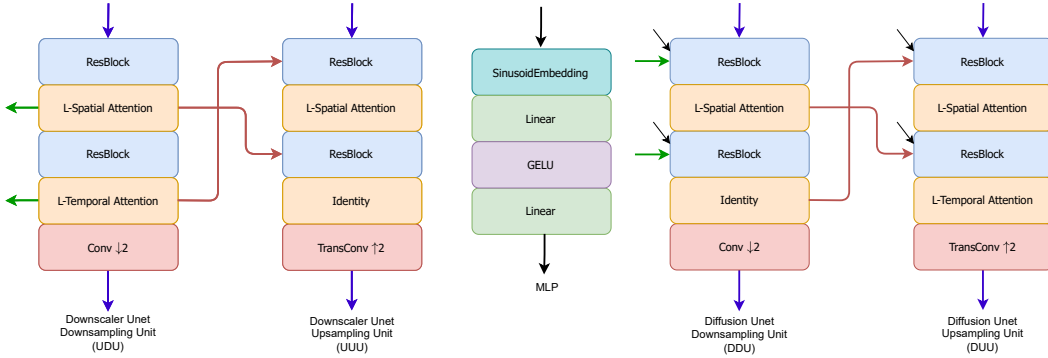 ResBlock
L-Spatial Attention
ResBlock
L-Temporal Attention
Conv ↓2
Downscaler Unet
Downsampling Unit
(UDU)
ResBlock
L-Spatial Attention
ResBlock
Identity
TransConv ↑2
Downscaler Unet
Upsampling Unit
(UUU)
SinusoidEmbedding
Linear
GELU
Linear
MLP
ResBlock
L-Spatial Attention
ResBlock
Identity
Conv ↓2
Diffusion Unet
Downsampling Unit
(DDU)
ResBlock
L-Spatial Attention
ResBlock
L-Temporal Attention
TransConv ↑2
Diffusion Unet
Upsampling Unit
(DUU)